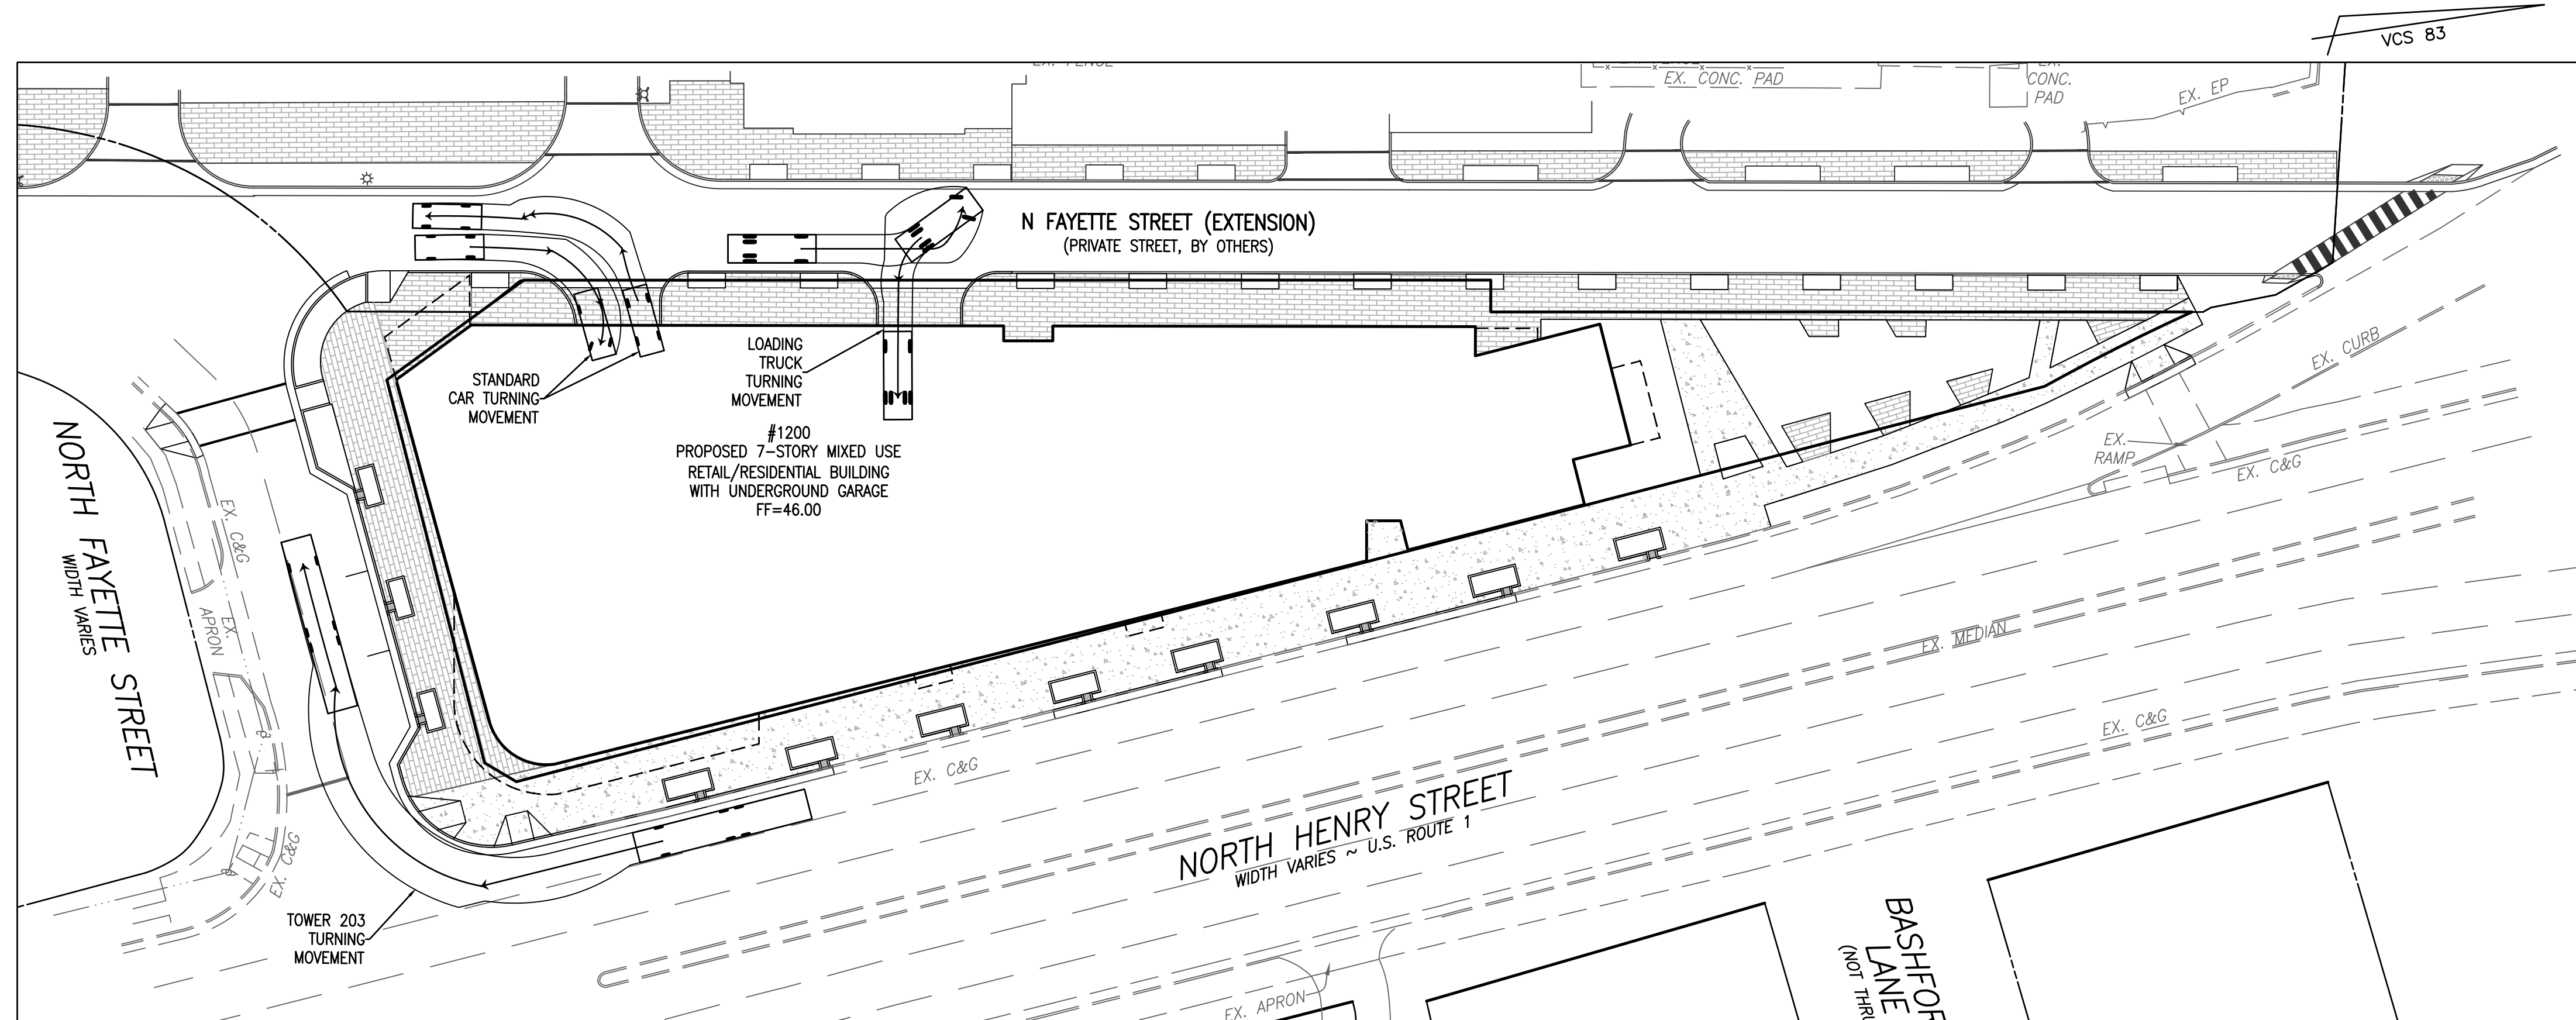 VCS 83
EX. CONC. PAD
CONC.
PAD
EX. EP
N FAYETTE STREET (EXTENSION)
(PRIVATE STREET, BY OTHERS)
STANDARD
CAR TURNING
MOVEMENT
LOADING
TRUCK
TURNING
MOVEMENT
#1200
PROPOSED 7-STORY MIXED USE
RETAIL/RESIDENTIAL BUILDING
WITH UNDERGROUND GARAGE
FF=46.00
EX. CURB
EX.
RAMP
EX. C&G
NORTH FAYETTE STREET
WIDTH VARIES
EX. C&G
EX.
APRON
EX. C&G
EX. MEDIAN
EX. C&G
EX. C&G
NORTH HENRY STREET
WIDTH VARIES ~ U.S. ROUTE 1
TOWER 203
TURNING
MOVEMENT
EX. APRON
BASHFOR
LANE
(NOT THRU